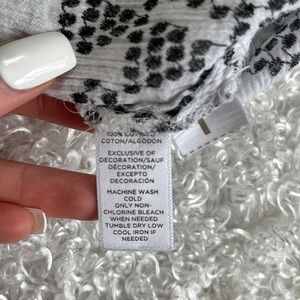 100% COTTON/
COTON/ALGODÓN
EXCLUSIVE OF
DECORATION/SAUF
DÉCORATION/
EXCEPTO
DECORACIÓN
MACHINE WASH
COLD
ONLY NON-
CHLORINE BLEACH
WHEN NEEDED
TUMBLE DRY LOW
COOL IRON IF
NEEDED